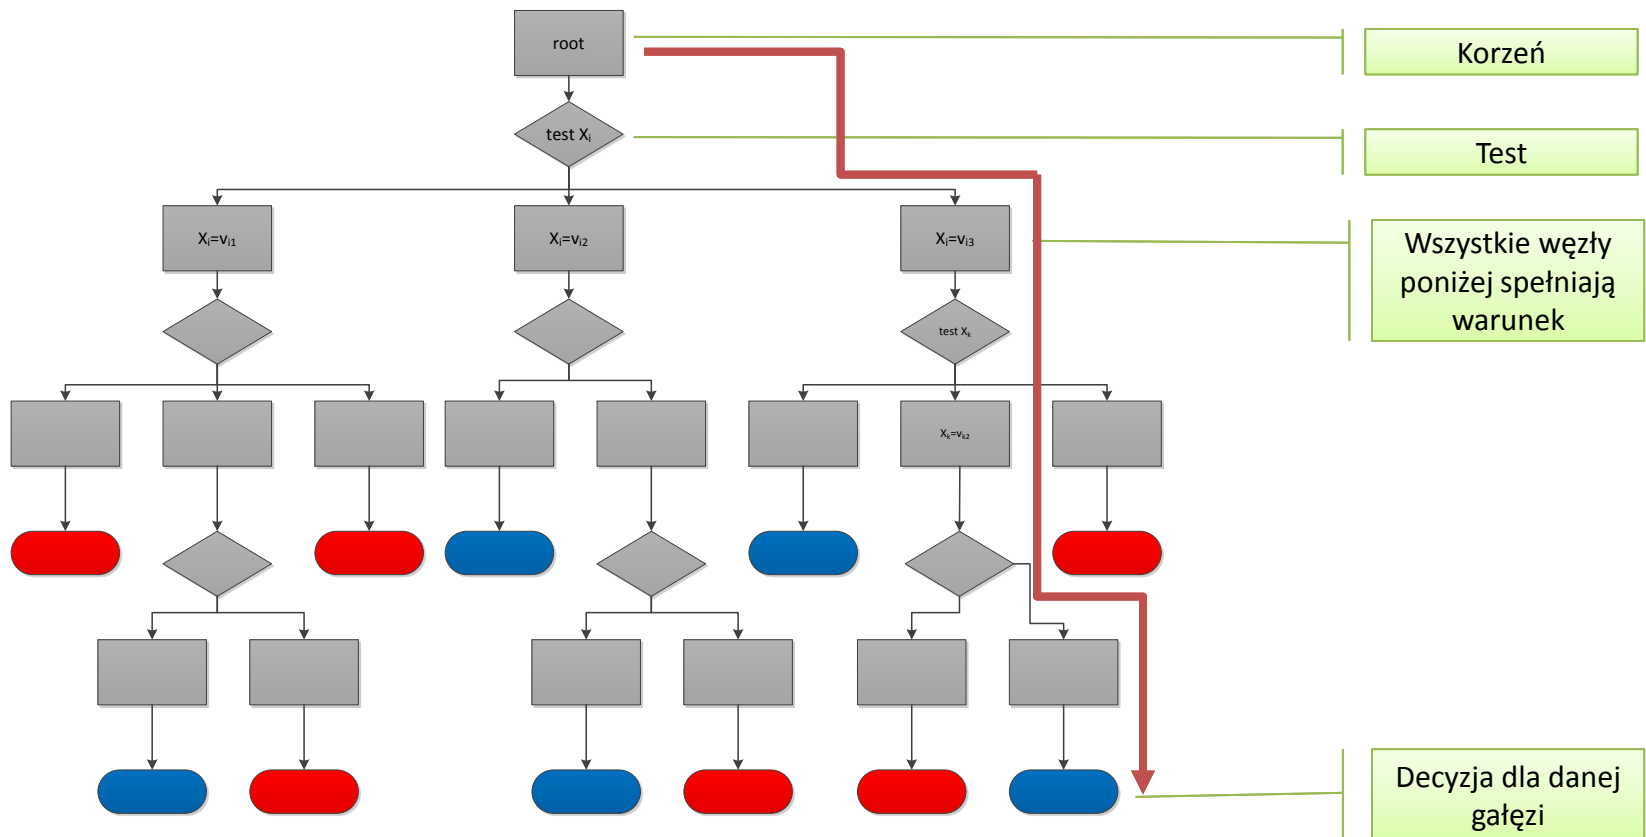 root
Korzeń
test Xᵢ
Test
Xᵢ=vᵢ₁
Xᵢ=vᵢ₂
Xᵢ=vᵢ₃
Wszystkie węzły
poniżej spełniają
warunek
test Xₖ
Xₖ=vₖ₂
Decyzja dla danej
gałęzi